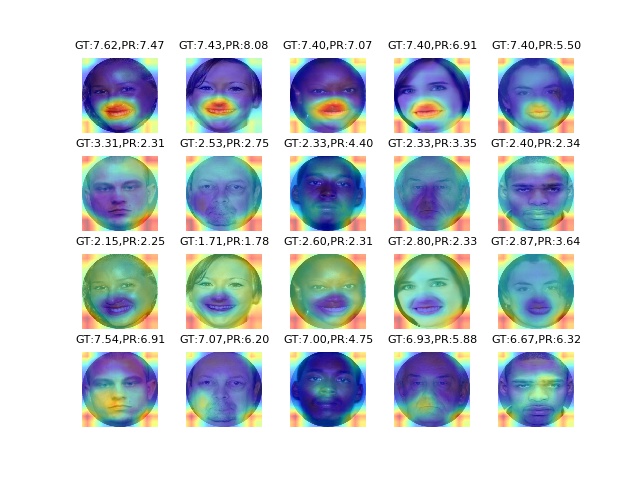 GT:7.62,PR:7.47 GT:7.43,PR:8.08 GT:7.40,PR:7.07 GT:7.40,PR:6.91 GT:7.40,PR:5.50
GT:3.31,PR:2.31 GT:2.53,PR:2.75 GT:2.33,PR:4.40 GT:2.33,PR:3.35 GT:2.40,PR:2.34
GT:2.15,PR:2.25 GT:1.71,PR:1.78 GT:2.60,PR:2.31 GT:2.80,PR:2.33 GT:2.87,PR:3.64
GT:7.54,PR:6.91 GT:7.07,PR:6.20 GT:7.00,PR:4.75 GT:6.93,PR:5.88 GT:6.67,PR:6.32